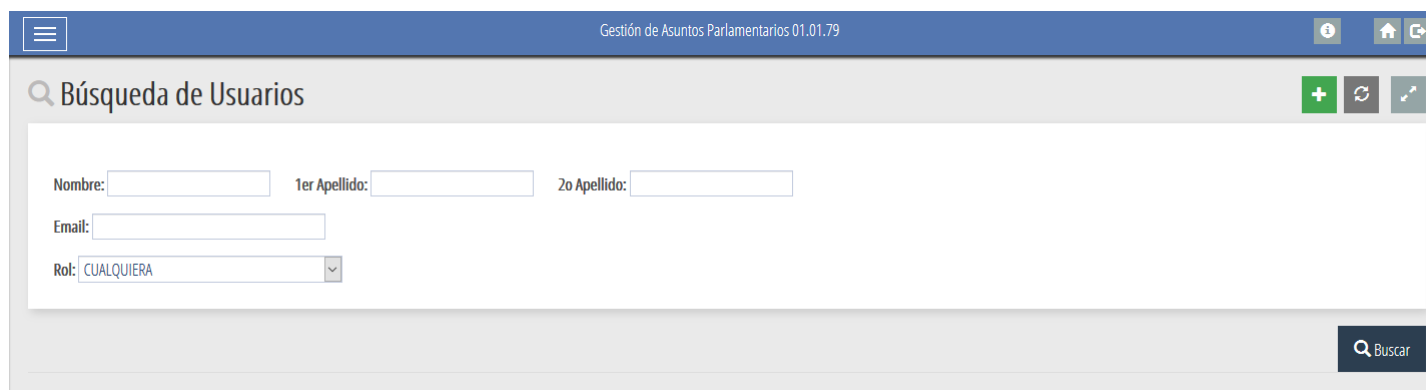 Gestión de Asuntos Parlamentarios 01.01.79
Búsqueda de Usuarios
Nombre: 1er Apellido: 2o Apellido:
Email:
Rol: CUALQUIERA
Buscar